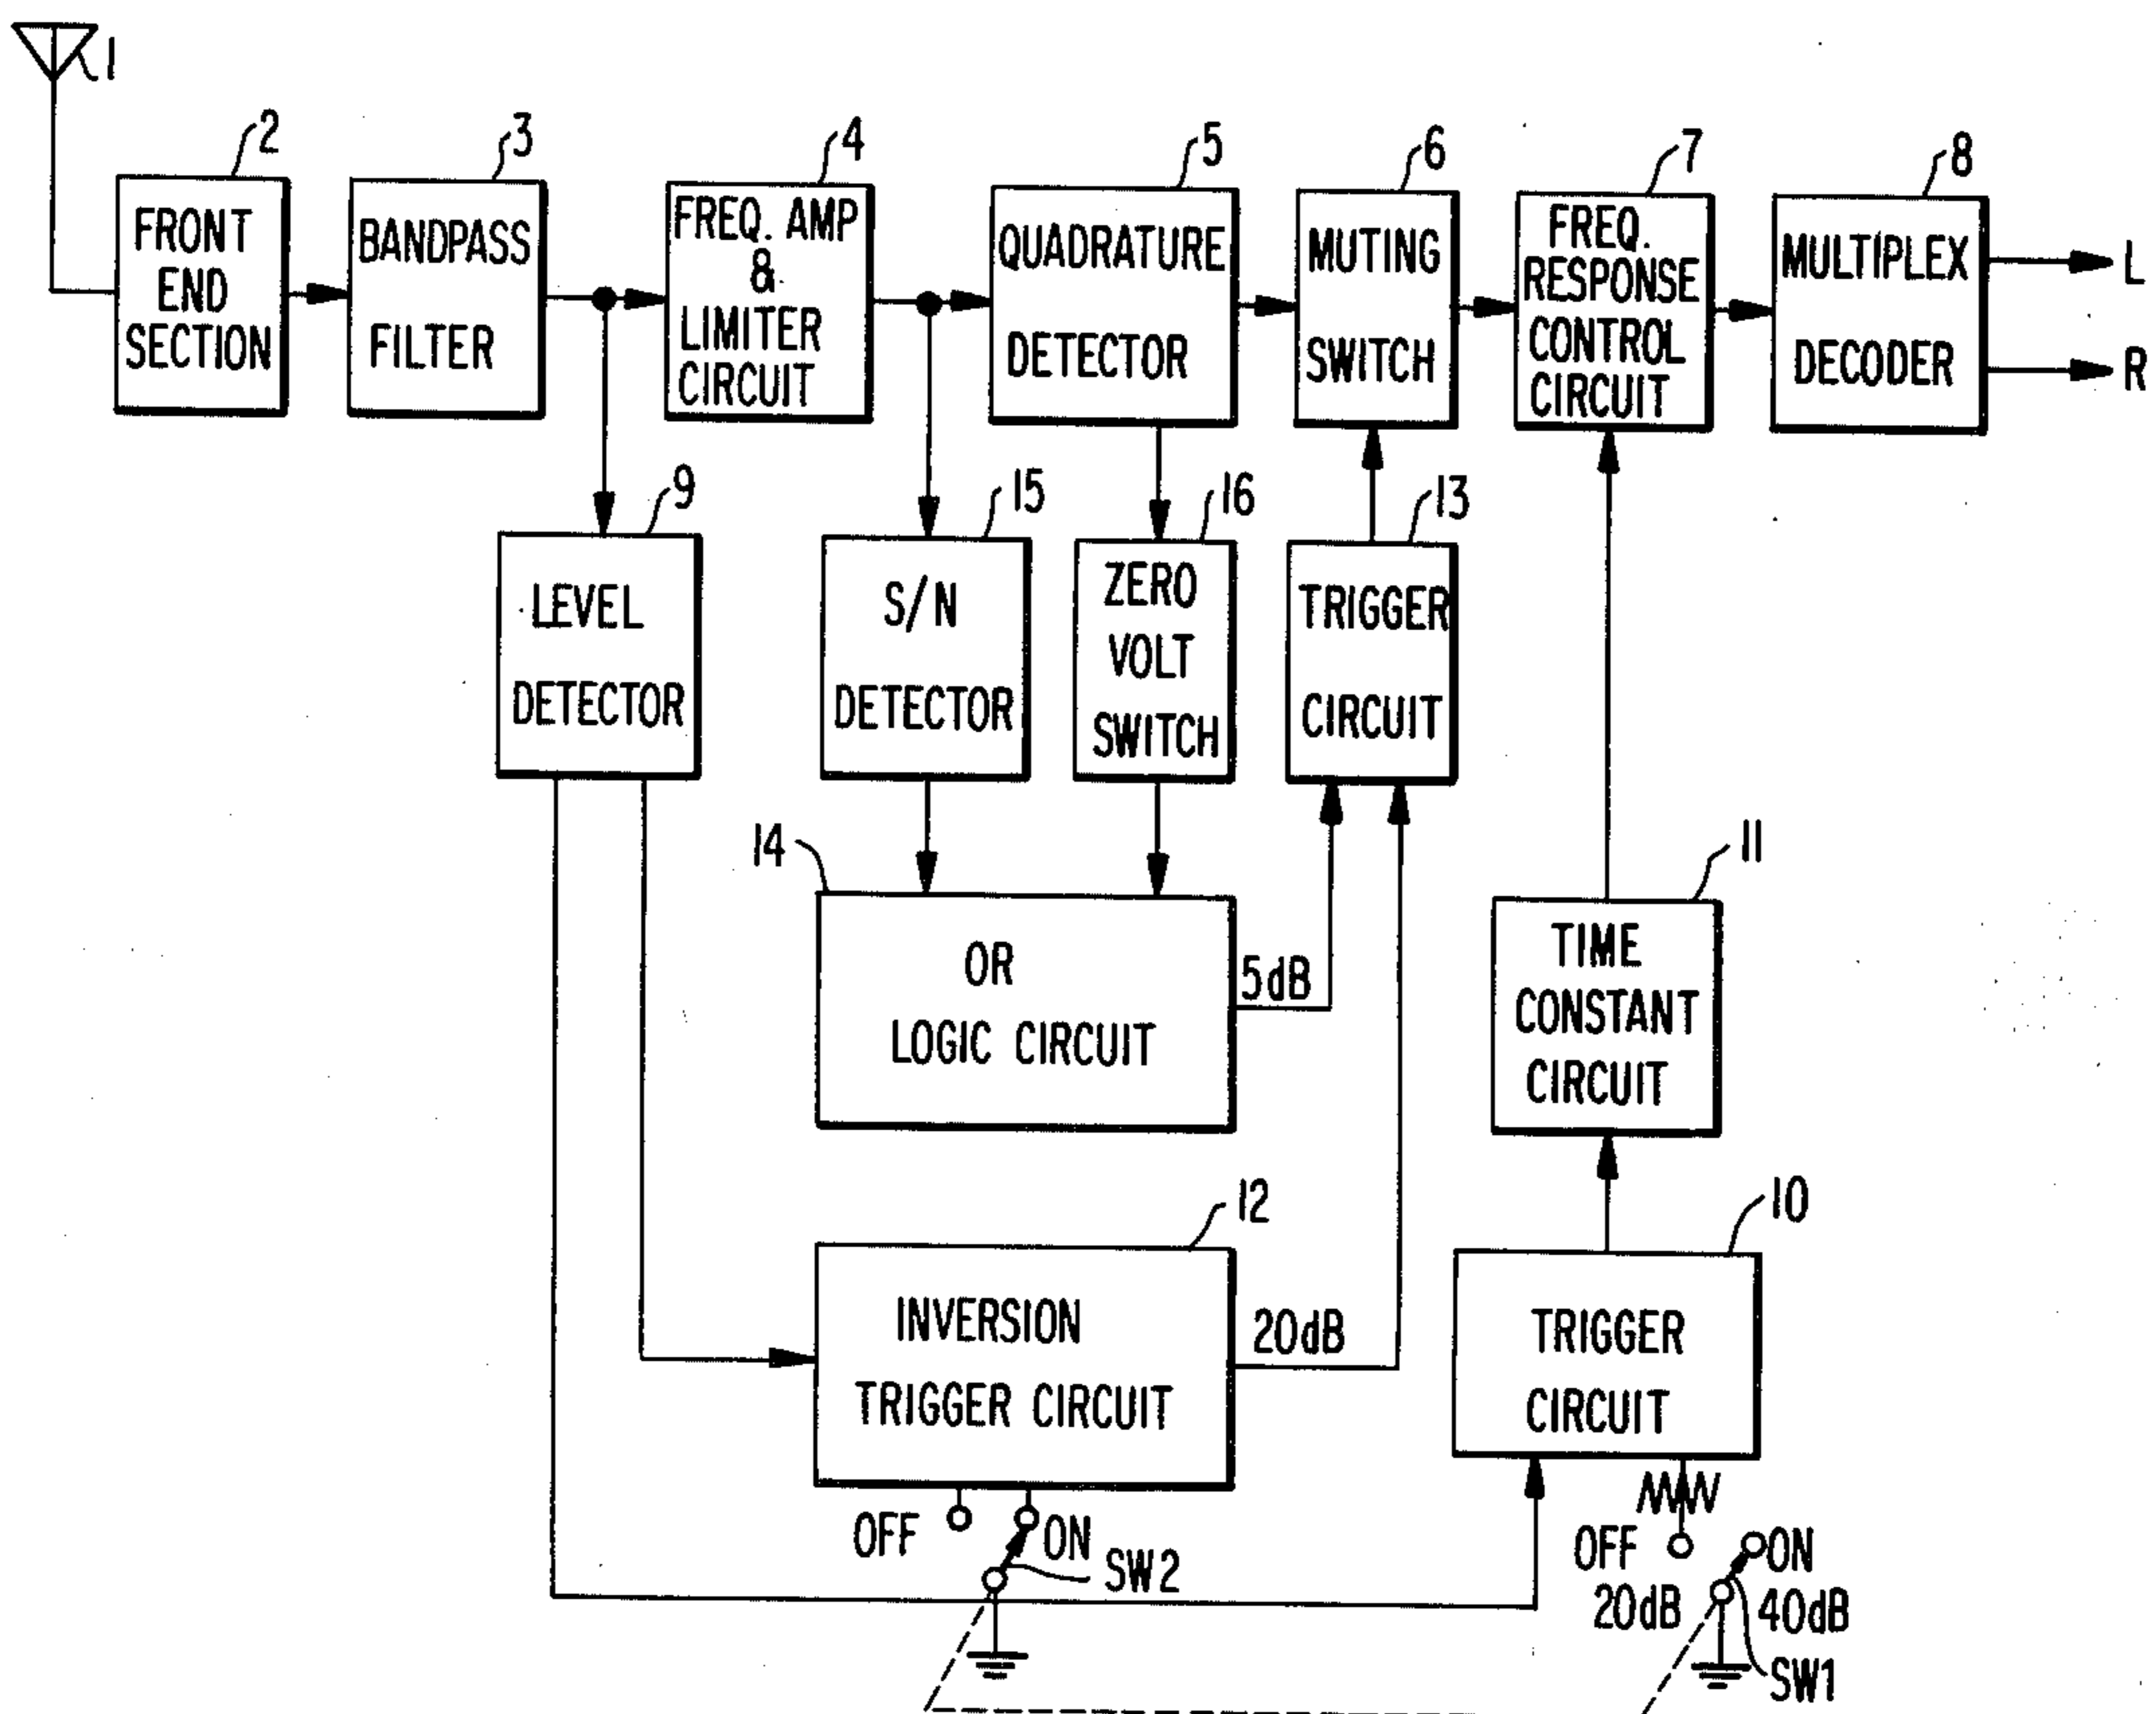 1
2
3
4
5
6
7
8
FRONT
END
SECTION
BANDPASS
FILTER
FREQ. AMP
&
LIMITER
CIRCUIT
QUADRATURE
DETECTOR
MUTING
SWITCH
FREQ.
RESPONSE
CONTROL
CIRCUIT
MULTIPLEX
DECODER
L
R
9
15
16
13
LEVEL
DETECTOR
S/N
DETECTOR
ZERO
VOLT
SWITCH
TRIGGER
CIRCUIT
14
11
OR
LOGIC CIRCUIT
5dB
TIME
CONSTANT
CIRCUIT
12
10
INVERSION
TRIGGER CIRCUIT
20dB
TRIGGER
CIRCUIT
OFF
ON
SW2
OFF
20dB
ON
40dB
SW1